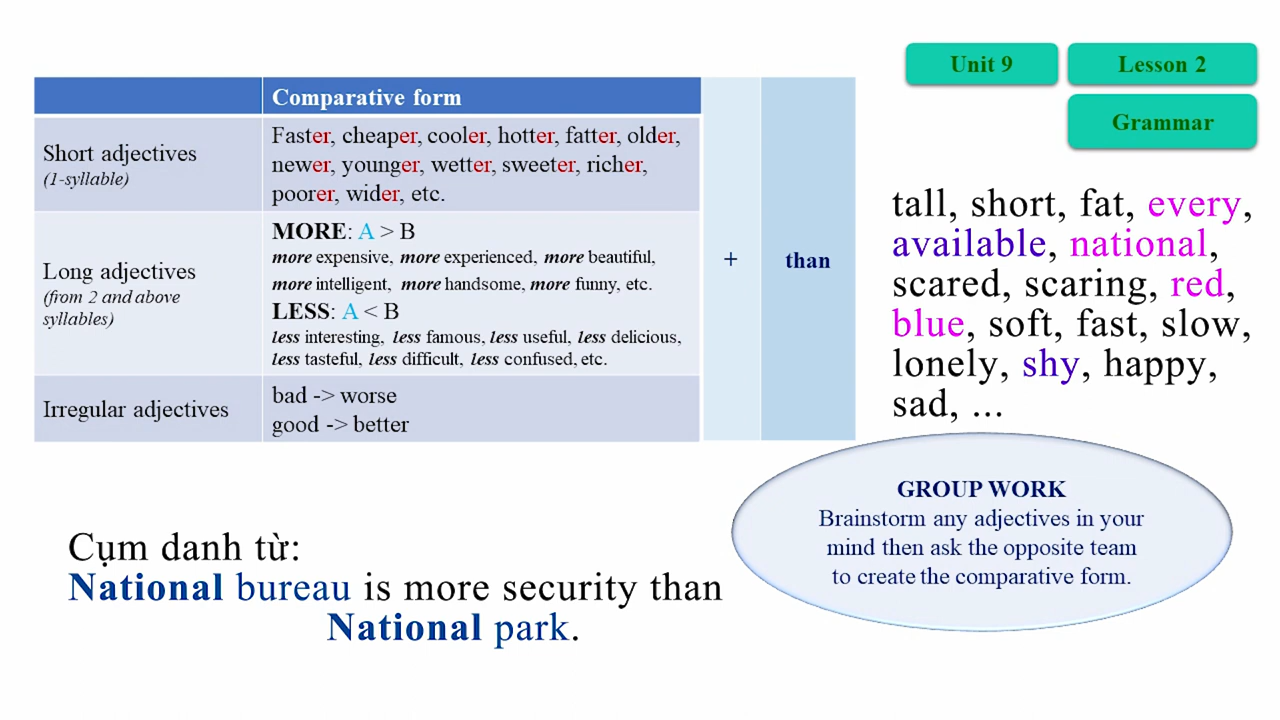 Unit 9
Lesson 2
Grammar
Comparative form
Short adjectives
(1-syllable)
Faster, cheaper, cooler, hotter, fatter, older,
newer, younger, wetter, sweeter, richer,
poorer, wider, etc.
Long adjectives
(from 2 and above
syllables)
MORE: A > B
more expensive, more experienced, more beautiful,
more intelligent, more handsome, more funny, etc.
LESS: A < B
less interesting, less famous, less useful, less delicious,
less tasteful, less difficult, less confused, etc.
Irregular adjectives
bad -> worse
good -> better
+
than
tall, short, fat, every,
available, national,
scared, scaring, red,
blue, soft, fast, slow,
lonely, shy, happy,
sad, ...
GROUP WORK
Brainstorm any adjectives in your
mind then ask the opposite team
to create the comparative form.
Cụm danh từ:
National bureau is more security than
National park.